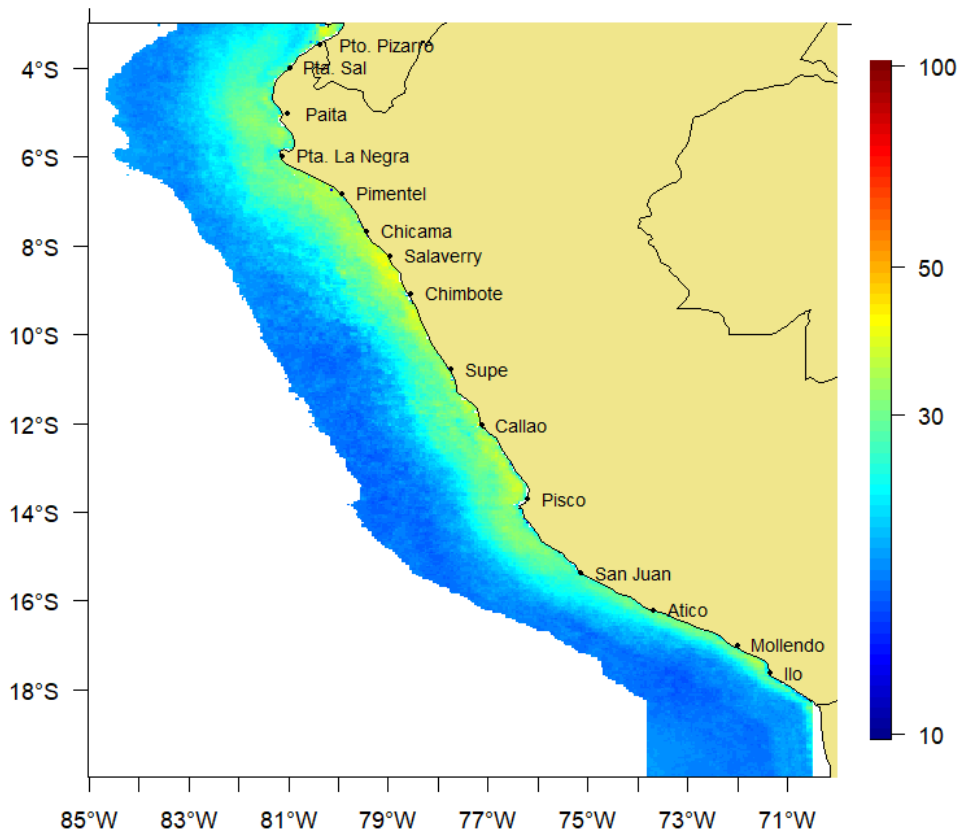 Pto. Pizarro
Pta. Sal
Paita
Pta. La Negra
Pimentel
Chicama
Salaverry
Chimbote
Supe
Callao
Pisco
San Juan
Atico
Mollendo
Ilo
4°S
6°S
8°S
10°S
12°S
14°S
16°S
18°S
85°W
83°W
81°W
79°W
77°W
75°W
73°W
71°W
100
50
30
10